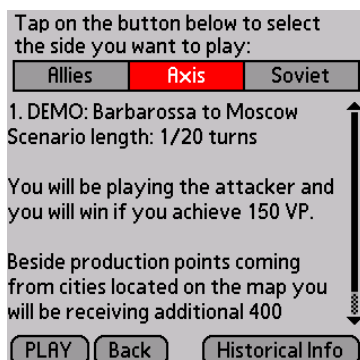 Tap on the button below to select
the side you want to play:
Allies Axis Soviet
1. DEMO: Barbarossa to Moscow
Scenario length: 1/20 turns
You will be playing the attacker and
you will win if you achieve 150 VP.
Beside production points coming
from cities located on the map you
will be receiving additional 400
PLAY Back Historical Info